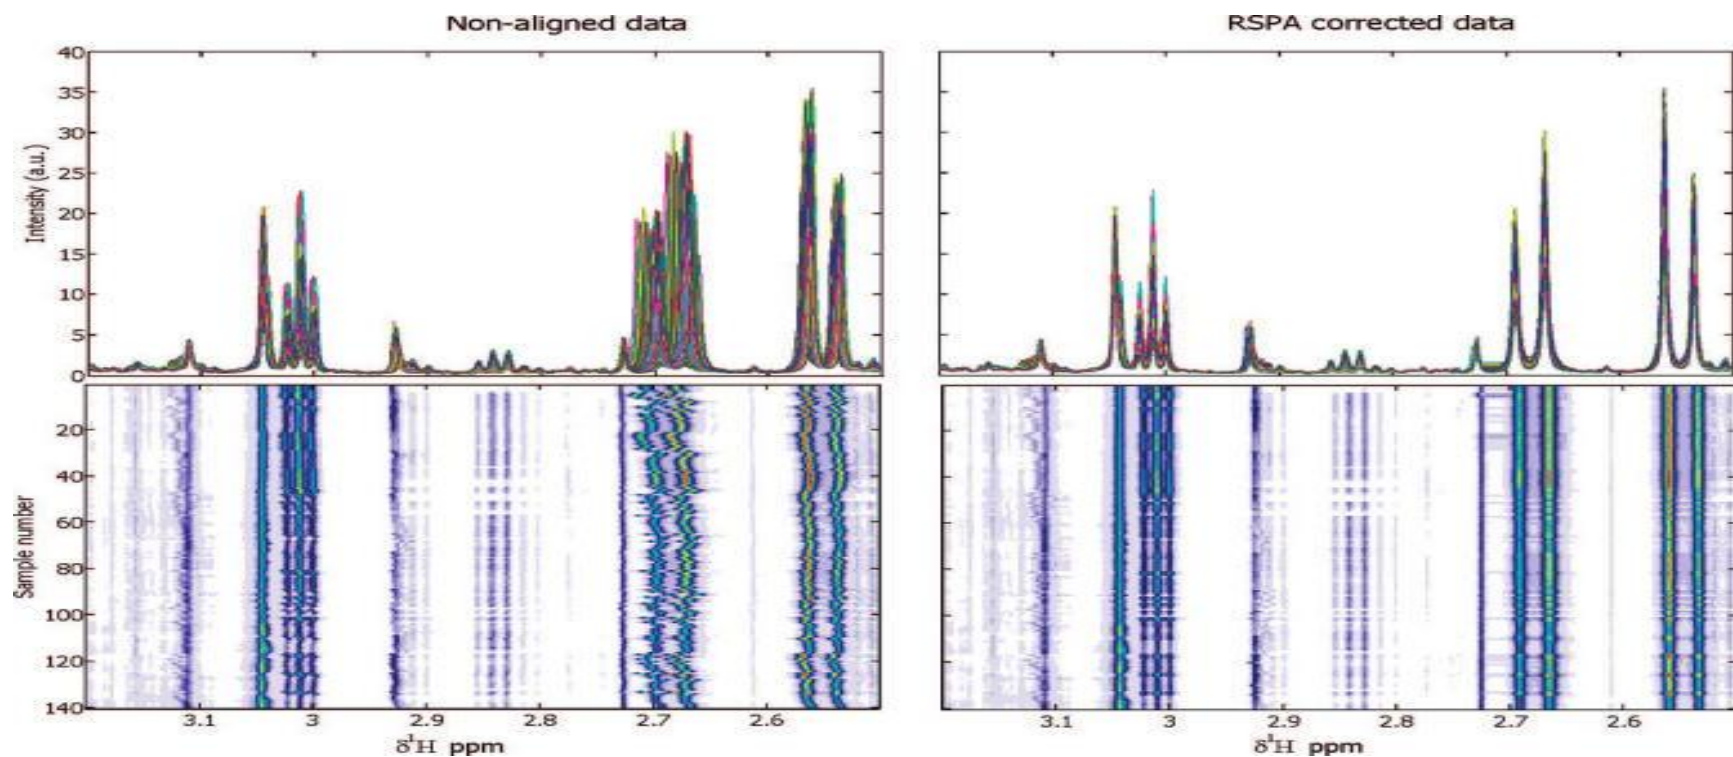 Non-aligned data
RSPA corrected data
40
35
30
25
20
15
10
5
0
Intensity (a.u.)
20
40
60
80
100
120
140
Sample number
3.1 3 2.9 2.8 2.7 2.6
δ¹H ppm
3.1 3 2.9 2.8 2.7 2.6
δ¹H ppm